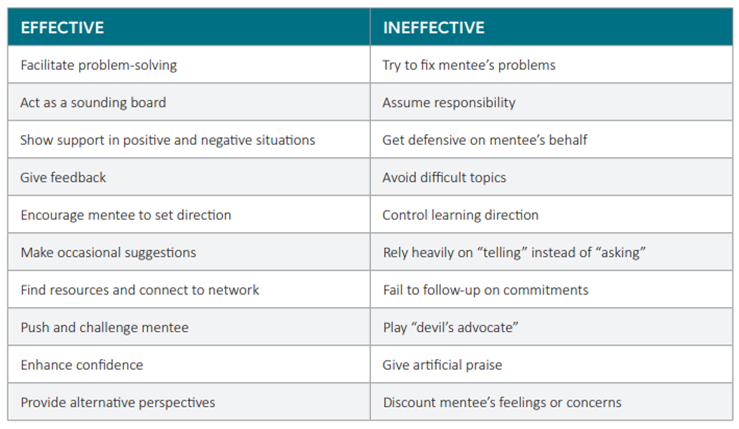 EFFECTIVE INEFFECTIVE
Facilitate problem-solving Try to fix mentee’s problems
Act as a sounding board Assume responsibility
Show support in positive and negative situations Get defensive on mentee’s behalf
Give feedback Avoid difficult topics
Encourage mentee to set direction Control learning direction
Make occasional suggestions Rely heavily on “telling” instead of “asking”
Find resources and connect to network Fail to follow-up on commitments
Push and challenge mentee Play “devil’s advocate”
Enhance confidence Give artificial praise
Provide alternative perspectives Discount mentee’s feelings or concerns